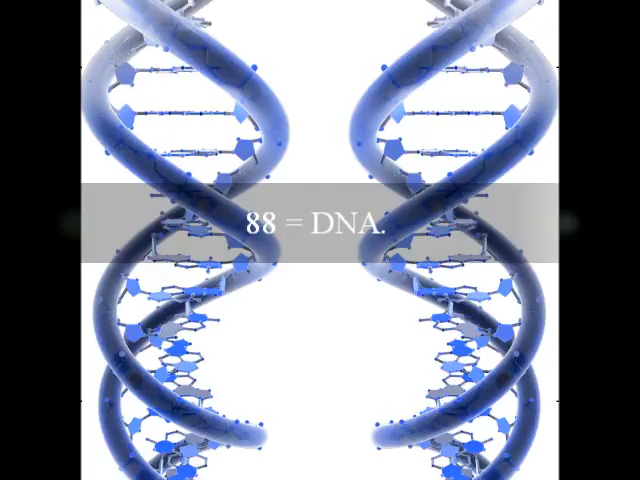 88 = DNA.